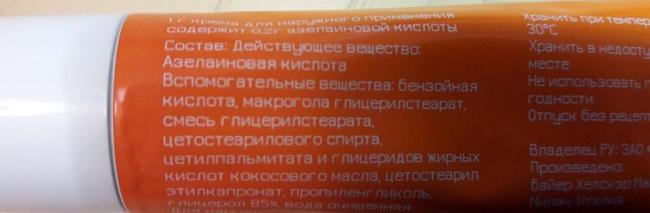 1 г крема для наружного применения
содержит 0,2г азелаиновой кислоты
Состав: Действующее вещество:
Азелаиновая кислота
Вспомогательные вещества: бензойная
кислота, макрогола глицерилстеарат,
смесь глицерилстеарата,
цетостеарилового спирта,
цетилпальмитата и глицеридов жирных
кислот кокосового масла, цетостеарил
этилкапронат, пропиленгликоль,
глицерол 85% вода очищенная
Хранить при темпер
30°С
Хранить в недосту
месте
Не использовать п
годности
Отпуск без рецепт
Владелец РУ: ЗАО
Произведено:
Байер Хелскэр Ма
Милан Италия